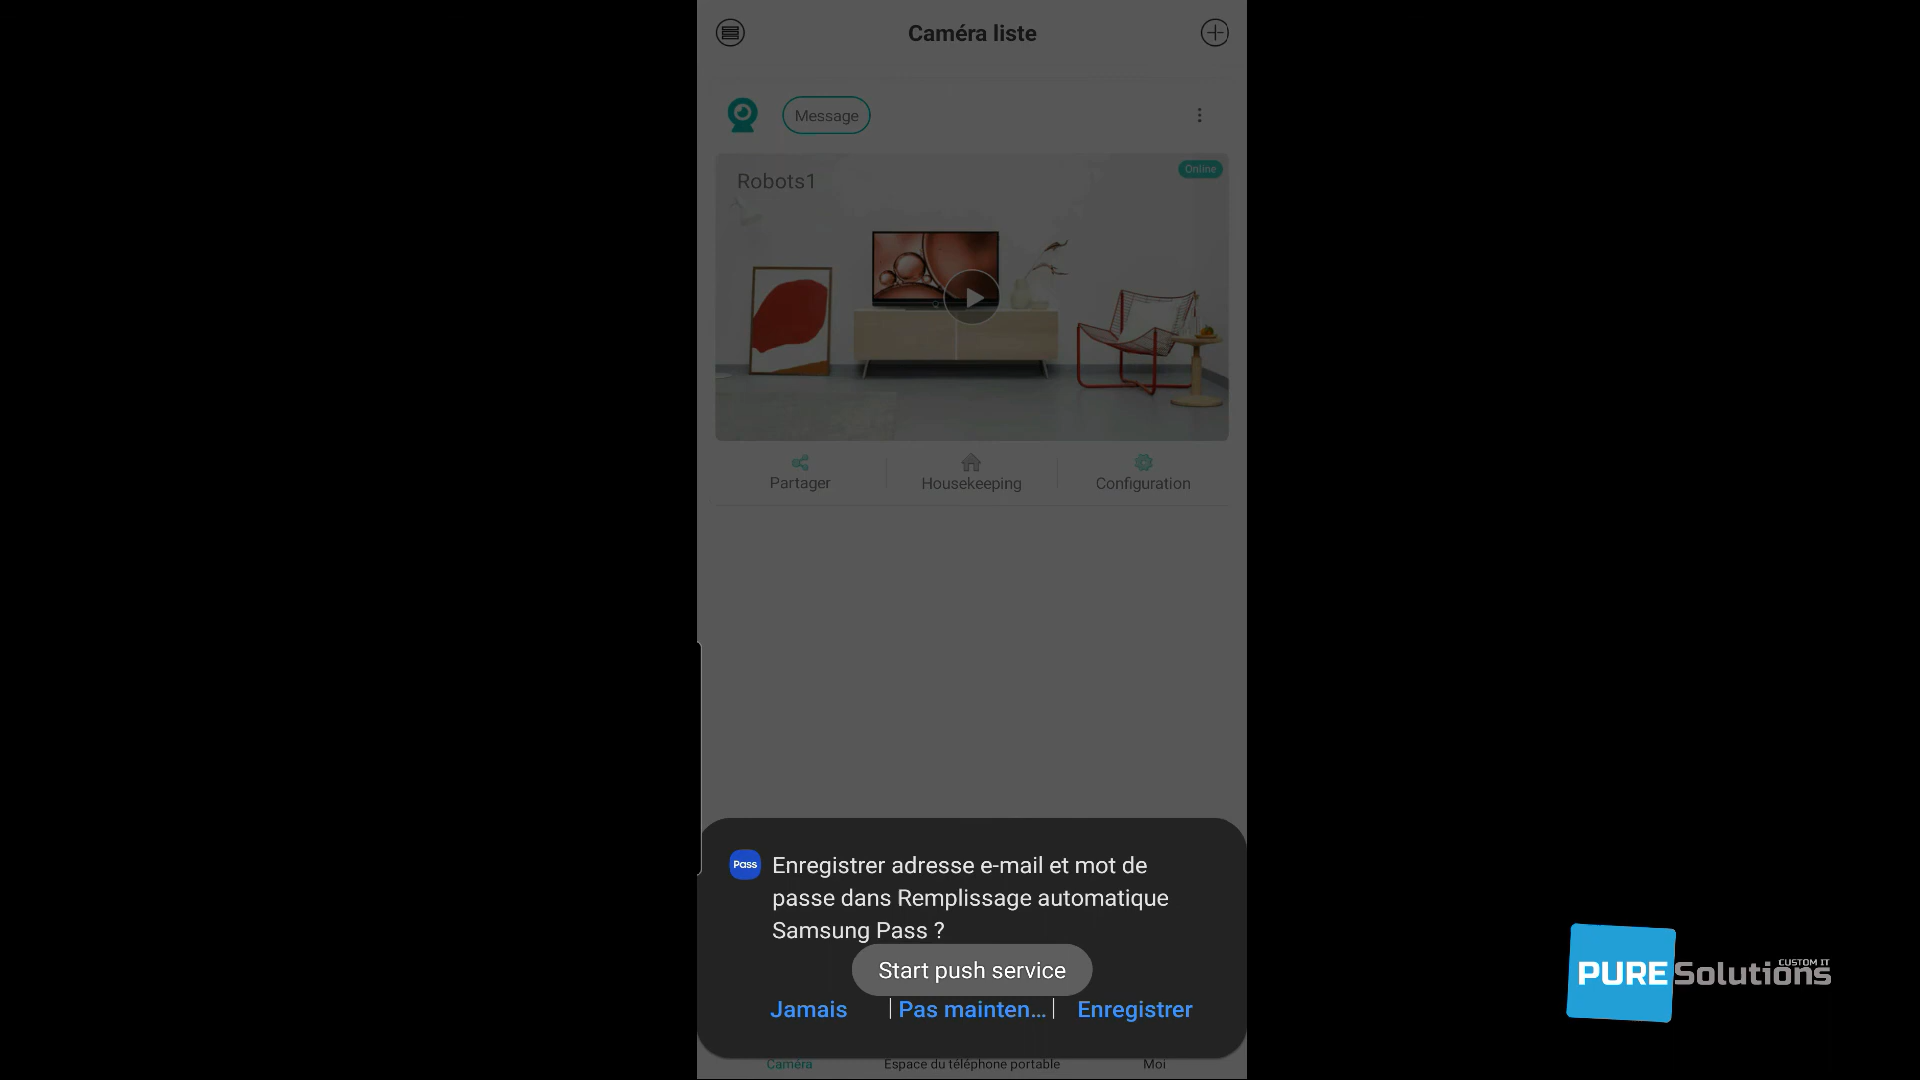 Caméra liste
Message
Robots1
Online
Partager
Housekeeping
Configuration
Pass
Enregistrer adresse e-mail et mot de
passe dans Remplissage automatique
Samsung Pass ?
Start push service
Jamais
Pas mainten...
Enregistrer
Caméra
Espace du téléphone portable
Moi
CUSTOM IT
PURE Solutions